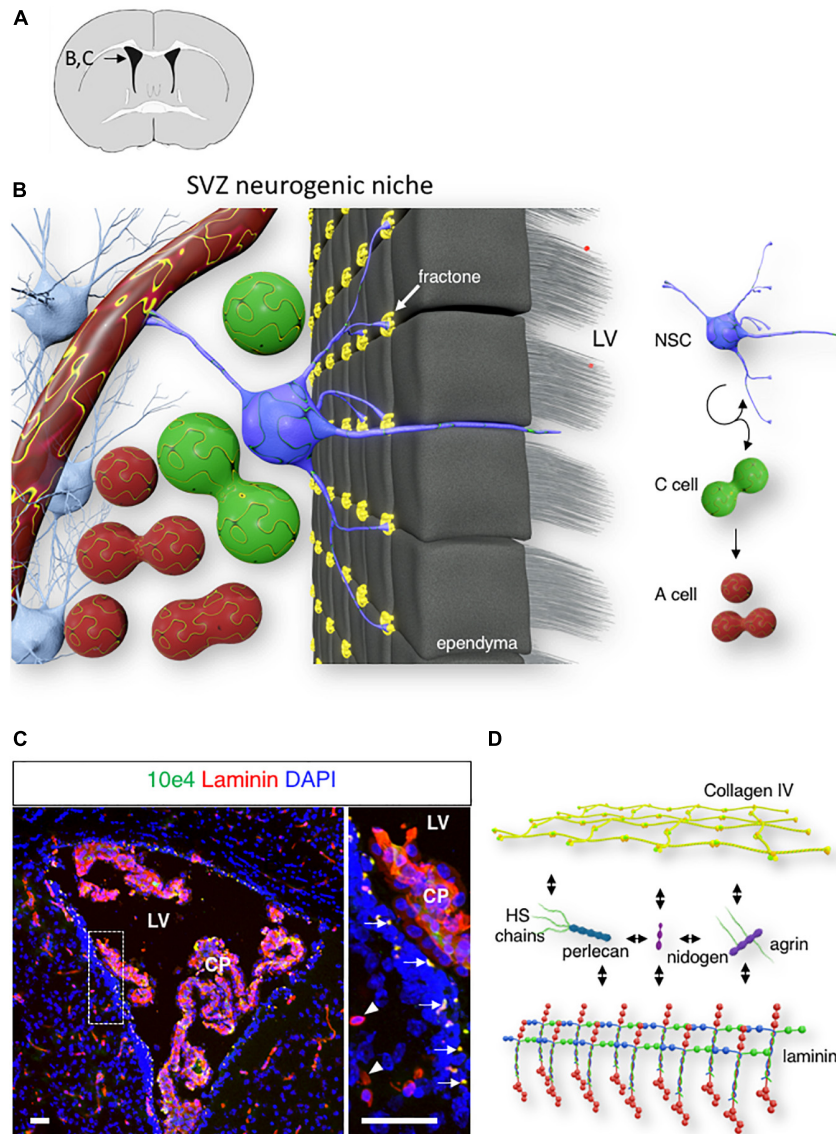 A
B,C
B
SVZ neurogenic niche
fractone
LV
ependyma
NSC
C cell
A cell
C
10e4 Laminin DAPI
LV
CP
LV
CP
D
Collagen IV
HS
chains
perlecan
nidogen
agrin
laminin